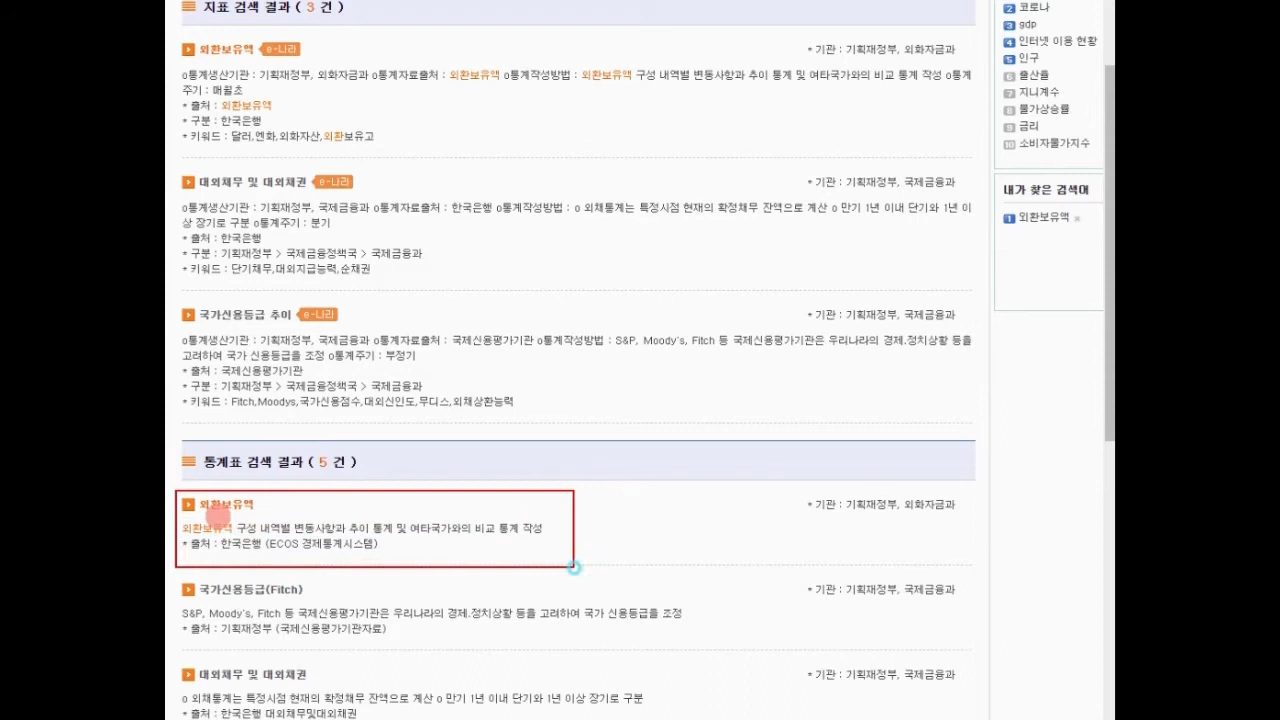 지표 검색 결과 ( 3 건 )
외환보유액 e-나라
* 기관 : 기획재정부, 외화자금과
o통계생산기관 : 기획재정부, 외화자금과 o통계자료출처 : 외환보유액 o통계작성방법 : 외환보유액 구성 내역별 변동사항과 추이 통계 및 여타국가와의 비교 통계 작성 o통계
주기 : 매월초
* 출처 : 외환보유액
* 구분 : 한국은행
* 키워드 : 달러,엔화,외화자산,외환보유고
대외채무 및 대외채권 e-나라
* 기관 : 기획재정부, 국제금융과
o통계생산기관 : 기획재정부, 국제금융과 o통계자료출처 : 한국은행 o통계작성방법 : o 외채통계는 특정시점 현재의 확정채무 잔액으로 계산 o 만기 1년 이내 단기와 1년 이
상 장기로 구분 o통계주기 : 분기
* 출처 : 한국은행
* 구분 : 기획재정부 > 국제금융정책국 > 국제금융과
* 키워드 : 단기채무,대외지급능력,순채권
국가신용등급 추이 e-나라
* 기관 : 기획재정부, 국제금융과
o통계생산기관 : 기획재정부, 국제금융과 o통계자료출처 : 국제신용평가기관 o통계작성방법 : S&P, Moody's, Fitch 등 국제신용평가기관은 우리나라의 경제.정치상황 등을
고려하여 국가 신용등급을 조정 o통계주기 : 부정기
* 출처 : 국제신용평가기관
* 구분 : 기획재정부 > 국제금융정책국 > 국제금융과
* 키워드 : Fitch,Moodys,국가신용점수,대외신인도,무디스,외채상환능력
통계표 검색 결과 ( 5 건 )
외환보유액
* 기관 : 기획재정부, 외화자금과
외환보유액 구성 내역별 변동사항과 추이 통계 및 여타국가와의 비교 통계 작성
* 출처 : 한국은행 (ECOS 경제통계시스템)
국가신용등급(Fitch)
* 기관 : 기획재정부, 국제금융과
S&P, Moody's, Fitch 등 국제신용평가기관은 우리나라의 경제.정치상황 등을 고려하여 국가 신용등급을 조정
* 출처 : 기획재정부 (국제신용평가기관자료)
대외채무 및 대외채권
* 기관 : 기획재정부, 국제금융과
o 외채통계는 특정시점 현재의 확정채무 잔액으로 계산 o 만기 1년 이내 단기와 1년 이상 장기로 구분
* 출처 : 한국은행 대외채무및대외채권
2 코로나
3 gdp
4 인터넷 이용 현황
5 인구
6 출산율
7 지니계수
8 물가상승률
9 금리
10 소비자물가지수
내가 찾은 검색어
1 외환보유액 x